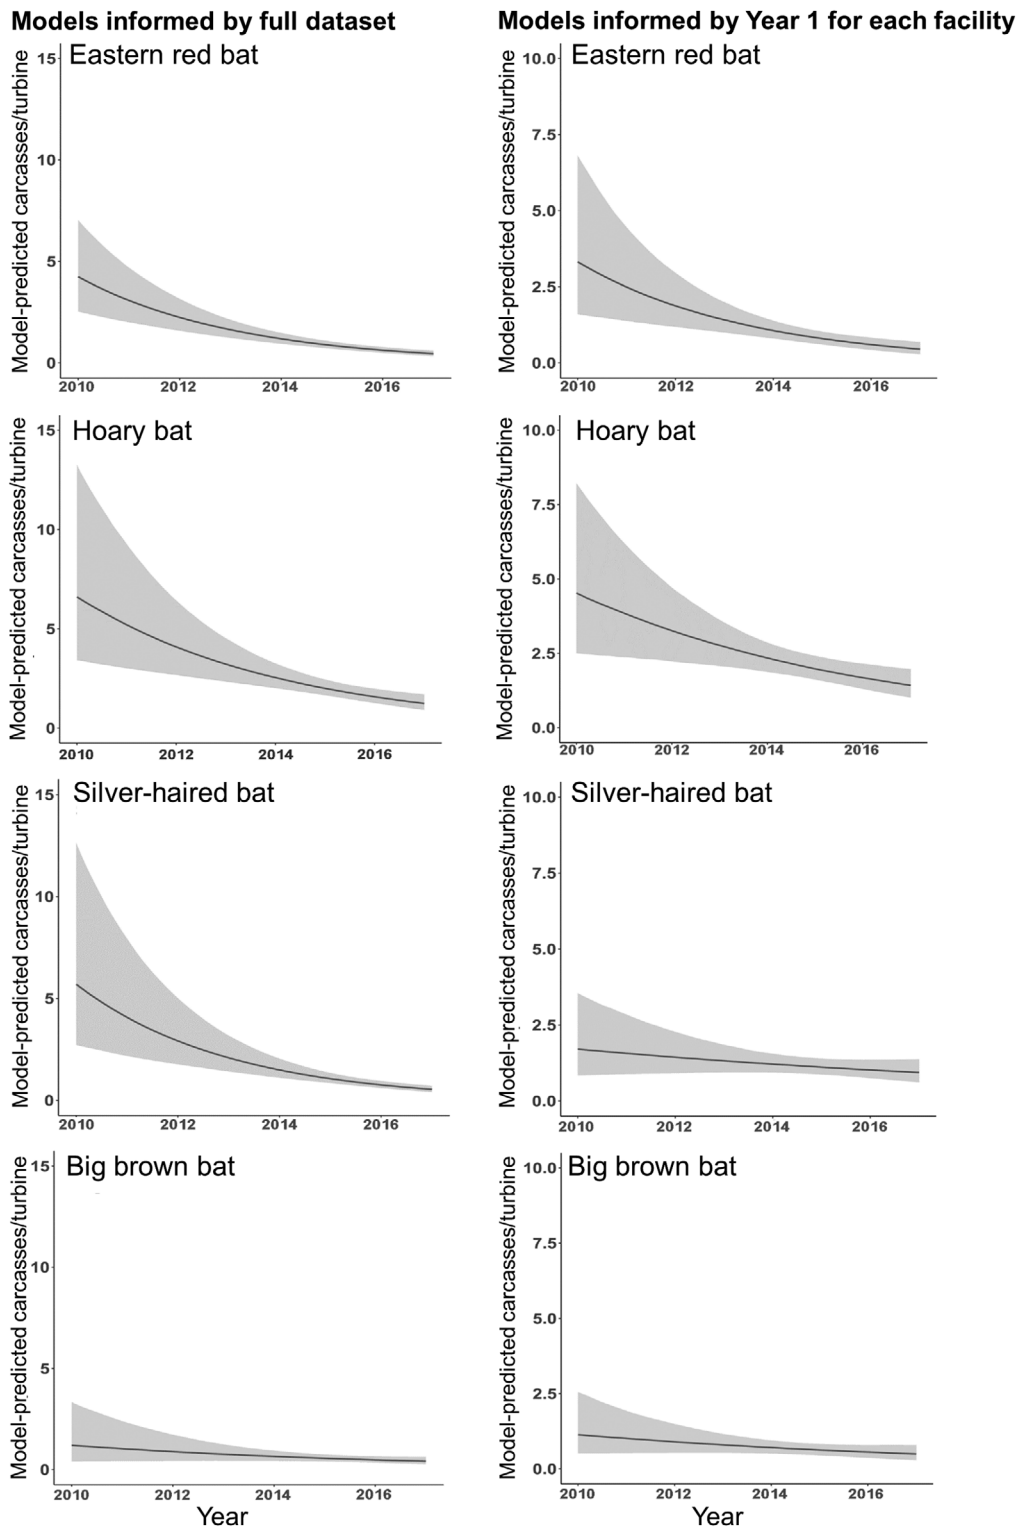 Models informed by full dataset
Models informed by Year 1 for each facility
Eastern red bat
Model-predicted carcasses/turbine
15
10
5
0
2010 2012 2014 2016
Eastern red bat
Model-predicted carcasses/turbine
10.0
7.5
5.0
2.5
0.0
2010 2012 2014 2016
Hoary bat
Model-predicted carcasses/turbine
15
10
5
0
2010 2012 2014 2016
Hoary bat
Model-predicted carcasses/turbine
10.0
7.5
5.0
2.5
0.0
2010 2012 2014 2016
Silver-haired bat
Model-predicted carcasses/turbine
15
10
5
0
2010 2012 2014 2016
Silver-haired bat
Model-predicted carcasses/turbine
10.0
7.5
5.0
2.5
0.0
2010 2012 2014 2016
Big brown bat
Model-predicted carcasses/turbine
15
10
5
0
2010 2012 2014 2016
Year
Big brown bat
Model-predicted carcasses/turbine
10.0
7.5
5.0
2.5
0.0
2010 2012 2014 2016
Year